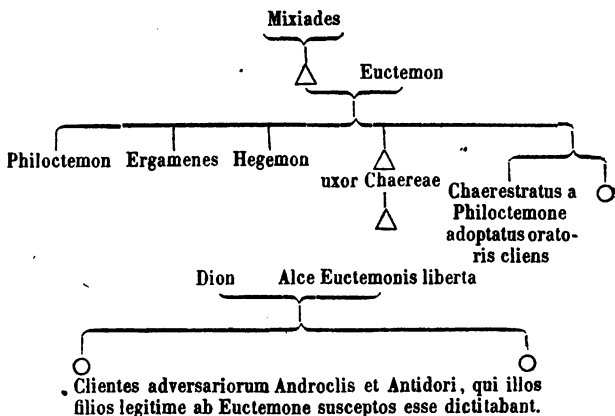 Mixiades
Euctemon
Philoctemon Ergamenes Hegemon
uxor Chaereae
Chaerestratus a
Philoctemone
adoptatus orato-
ris cliens
Dion Alce Euctemonis liberta
Clientes adversariorum Androclis et Antidori, qui illos
filios legitime ab Euctemone susceptos esse dictitabant.